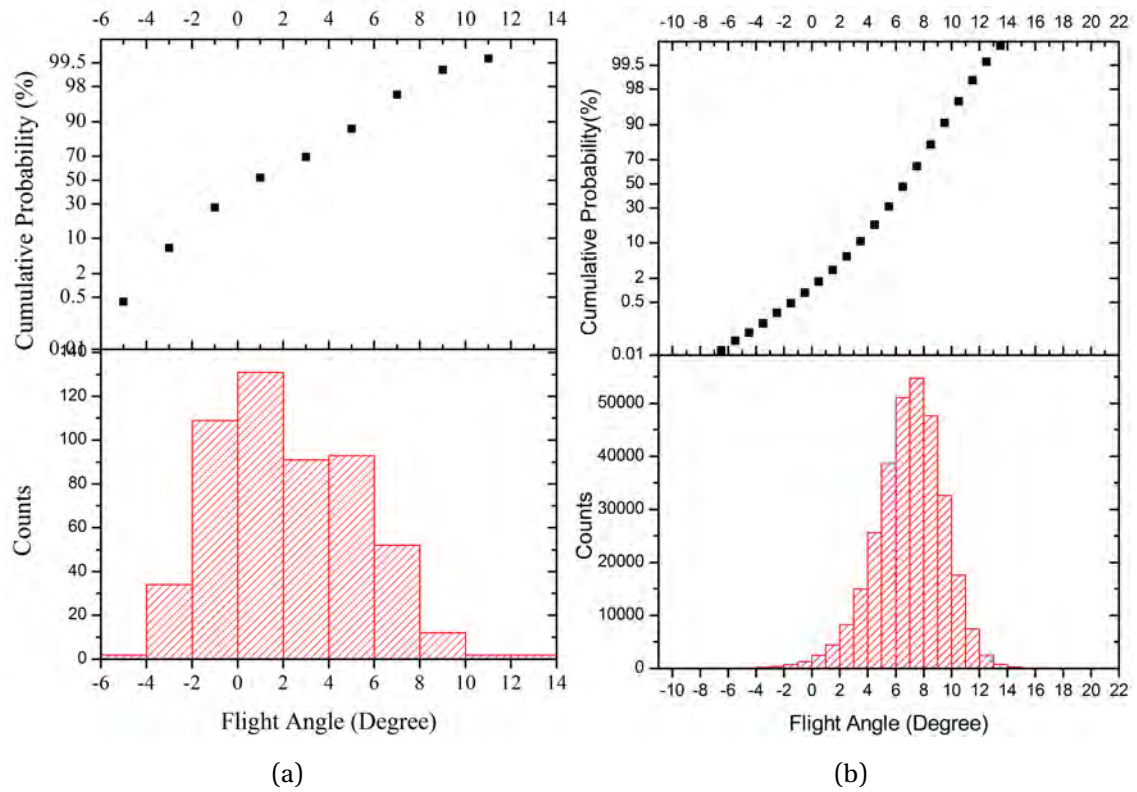 -6 -4 -2 0 2 4 6 8 10 12 14
99.5
98
90
70
50
30
10
2
0.5
0.01
Cumulative Probability (%)
140
120
100
80
60
40
20
0
Counts
-6 -4 -2 0 2 4 6 8 10 12 14
Flight Angle (Degree)
(a)
-10 -8 -6 -4 -2 0 2 4 6 8 10 12 14 16 18 20 22
99.5
98
90
70
50
30
10
2
0.5
0.01
Cumulative Probability(%)
50000
40000
30000
20000
10000
0
Counts
-10 -8 -6 -4 -2 0 2 4 6 8 10 12 14 16 18 20 22
Flight Angle (Degree)
(b)